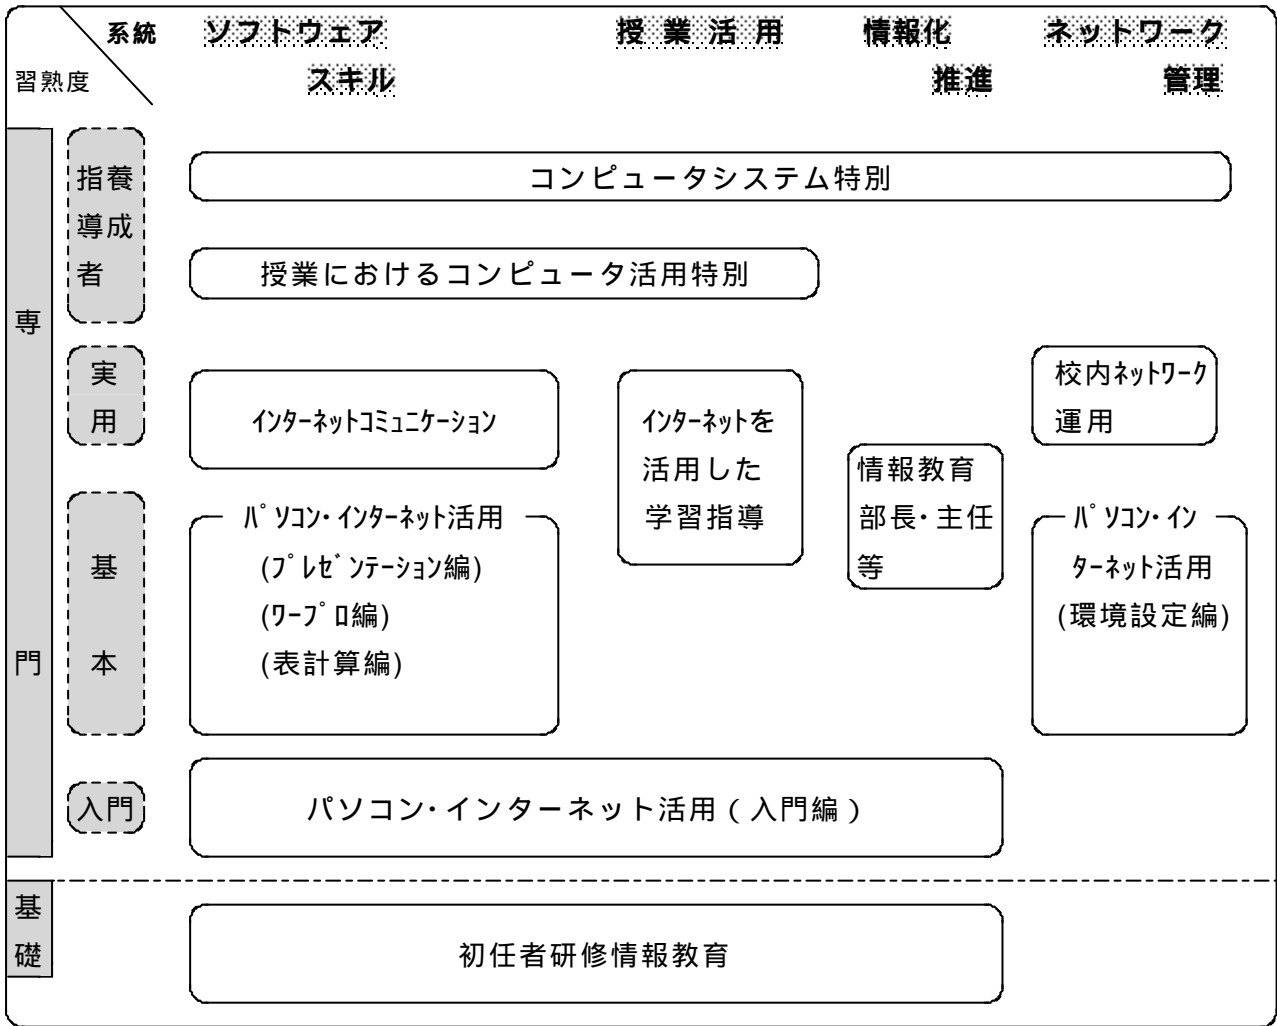 系統
習熟度
ソフトウェア
スキル
授業活用
情報化
推進
ネットワーク
管理
専門
指導者
養成
コンピュータシステム特別
授業におけるコンピュータ活用特別
実用
インターネットコミュニケーション
インターネットを
活用した
学習指導
情報教育
部長・主任
等
校内ネットワーク
運用
基本
パソコン・インターネット活用
(プレゼンテーション編)
(ワープロ編)
(表計算編)
パソコン・イン
ターネット活用
(環境設定編)
入門
パソコン・インターネット活用(入門編)
基礎
初任者研修情報教育